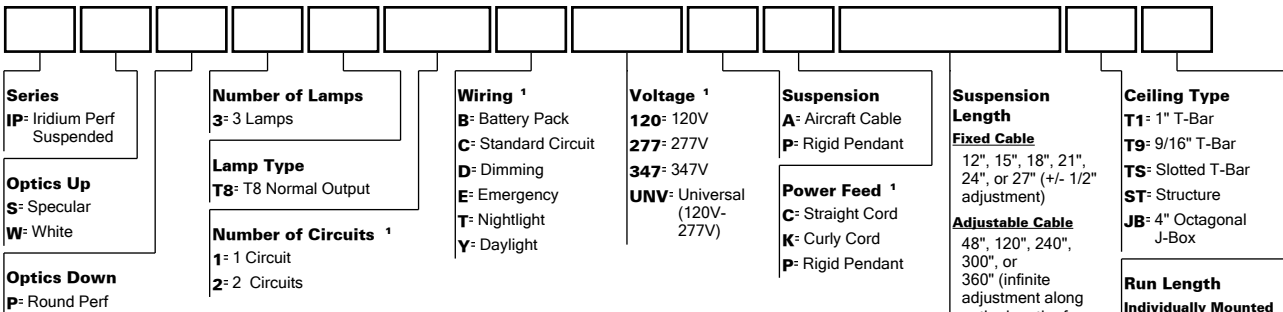 Series
IP= Iridium Perf
Suspended
Optics Up
S= Specular
W= White
Optics Down
P= Round Perf
Number of Lamps
3= 3 Lamps
Lamp Type
T8= T8 Normal Output
Number of Circuits 1
1= 1 Circuit
2= 2 Circuits
Wiring 1
B= Battery Pack
C= Standard Circuit
D= Dimming
E= Emergency
T= Nightlight
Y= Daylight
Voltage 1
120= 120V
277= 277V
347= 347V
UNV= Universal
(120V-
277V)
Suspension
A= Aircraft Cable
P= Rigid Pendant
Power Feed 1
C= Straight Cord
K= Curly Cord
P= Rigid Pendant
Suspension
Length
Fixed Cable
12", 15", 18", 21",
24", or 27" (+/- 1/2"
adjustment)
Adjustable Cable
48", 120", 240",
300", or
360" (infinite
adjustment along
Ceiling Type
T1= 1" T-Bar
T9= 9/16" T-Bar
TS= Slotted T-Bar
ST= Structure
JB= 4" Octagonal
J-Box
Run Length
Individually Mounted